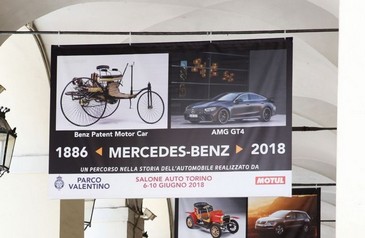 Benz Patent Motor Car
AMG GT4
1886 ◄ MERCEDES-BENZ ► 2018
UN PERCORSO NELLA STORIA DELL'AUTOMOBILE REALIZZATO DA
PARCO VALENTINO
SALONE AUTO TORINO
6-10 GIUGNO 2018
MOTUL